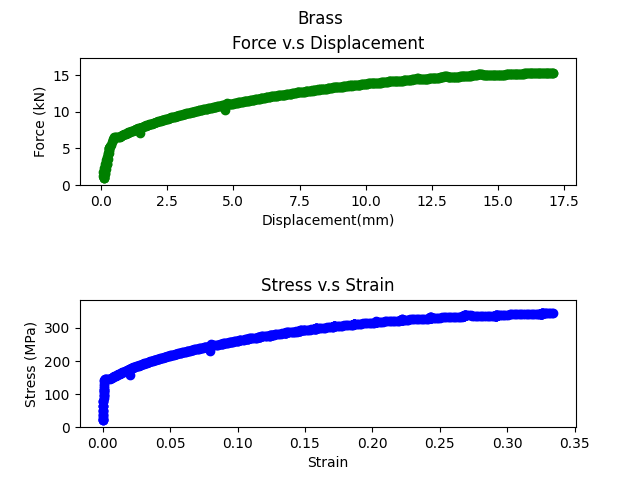 Brass
Force v.s Displacement
Force (kN)
15
10
5
0
0.0 2.5 5.0 7.5 10.0 12.5 15.0 17.5
Displacement(mm)
Stress v.s Strain
Stress (MPa)
300
200
100
0
0.00 0.05 0.10 0.15 0.20 0.25 0.30 0.35
Strain